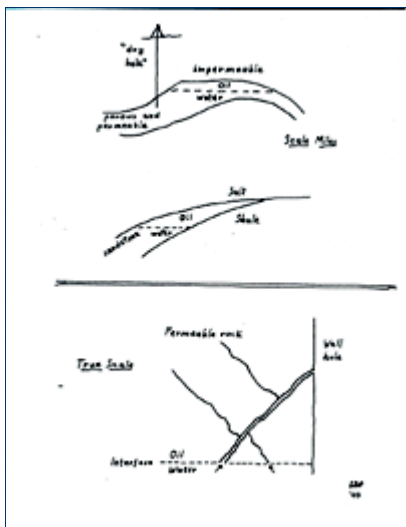 "dry
hole"
impermeable
Oil
water
porous and
permeable
Scale Miles
Salt
Oil
Shale
sandstone
water
Permeable rock
Well
hole
True Scale
Oil
Interface
Water